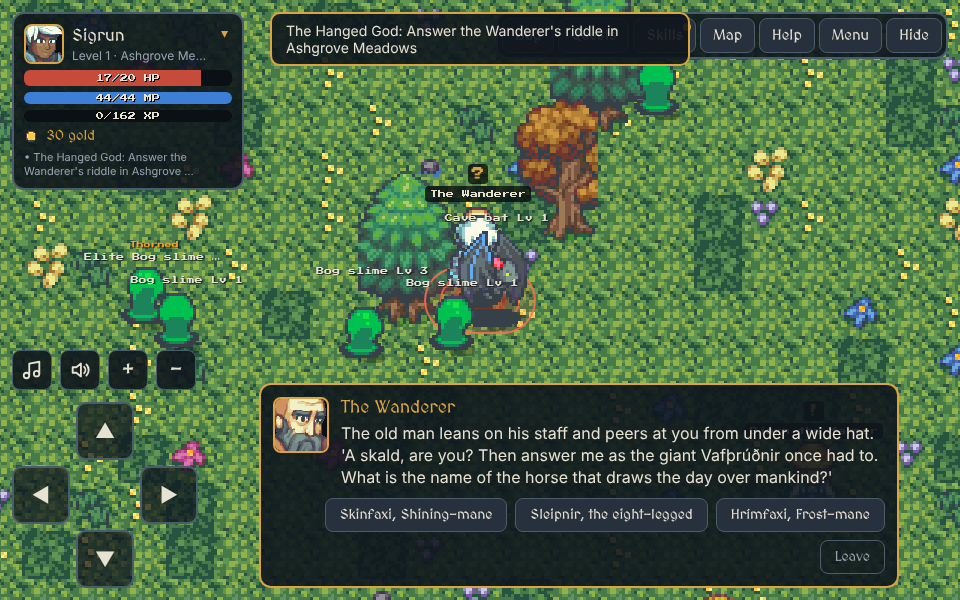 Sigrun
Level 1 · Ashgrove Me...
17/20 HP
44/44 MP
0/162 XP
30 gold
• The Hanged God: Answer the
Wanderer's riddle in Ashgrove ...
The Hanged God: Answer the Wanderer's riddle in
Ashgrove Meadows
Skills
Map
Help
Menu
Hide
?
The Wanderer
Cave bat Lv 1
Thorned
Elite Bog slime ...
Bog slime Lv 1
Bog slime Lv 3
Bog slime Lv 1
+
-
The Wanderer
The old man leans on his staff and peers at you from under a wide hat.
'A skald, are you? Then answer me as the giant Vafþrúðnir once had to.
What is the name of the horse that draws the day over mankind?'
Skinfaxi, Shining-mane
Sleipnir, the eight-legged
Hrimfaxi, Frost-mane
Leave